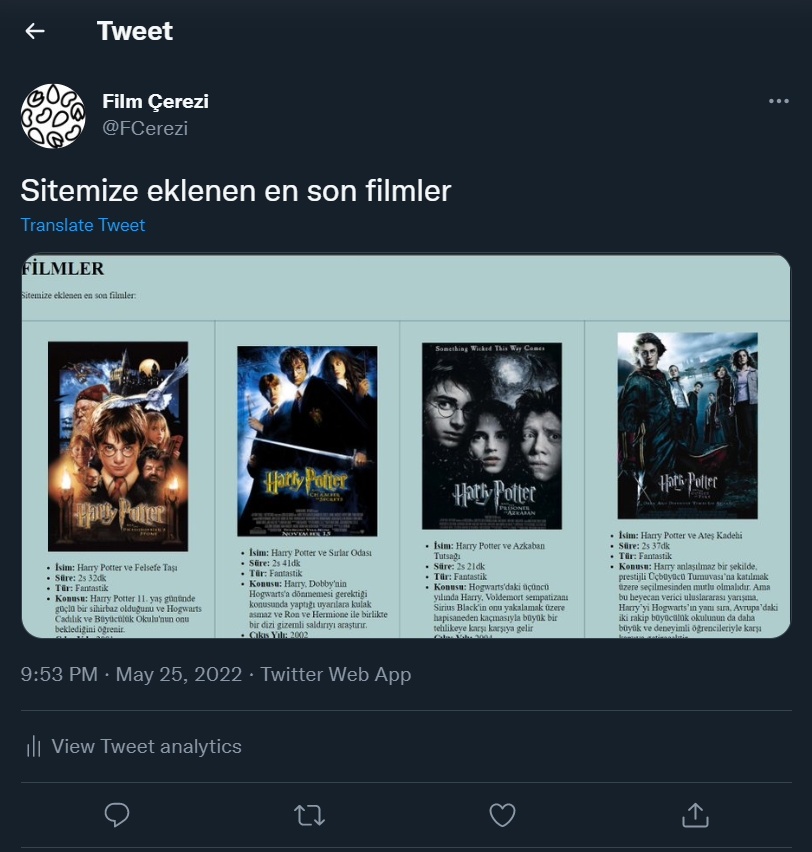 Tweet
Film Çerezi
@FCerezi
Sitemize eklenen en son filmler
Translate Tweet
FİLMLER
Sitemize eklenen en son filmler:
Harry Potter
NOVEMBER 15
İsim: Harry Potter ve Felsefe Taşı
Süre: 2s 32dk
Tür: Fantastik
Konusu: Harry Potter 11. yaş gününde
güçlü bir sihirbaz olduğunu ve Hogwarts
Cadılık ve Büyücülük Okulu'nun onu
beklediğini öğrenir.
Harry Potter
İsim: Harry Potter ve Sırlar Odası
Süre: 2s 41dk
Tür: Fantastik
Konusu: Harry, Dobby'nin
Hogwarts'a dönmemesi gerektiği
konusunda yaptığı uyarılara kulak
asmaz ve Ron ve Hermione ile birlikte
bir dizi gizemli saldırıyı araştırır.
Çıkış Yılı: 2002
Something Wicked This Way Comes
Harry Potter
İsim: Harry Potter ve Azkaban
Tutsağı
Süre: 2s 21dk
Tür: Fantastik
Konusu: Hogwarts'daki üçüncü
yılında Harry, Voldemort sempatizanı
Sirius Black'in onu yakalamak üzere
hapisaneden kaçmasıyla büyük bir
tehlikeye karşı karşıya gelir
Çıkış Yılı: 2004
Harry Potter
İsim: Harry Potter ve Ateş Kadehi
Süre: 2s 37dk
Tür: Fantastik
Konusu: Harry anlaşılmaz bir şekilde,
prestijli Üçbüyücü Turnuvası'na katılmak
üzere seçilmesinden mutlu olmalıdır. Ama
bu heyecan verici uluslararası yarışma,
Harry'yi Hogwarts'ın yanı sıra, Avrupa'daki
iki rakip büyücülük okulunun da daha
büyük ve deneyimli öğrencileriyle karşı
9:53 PM · May 25, 2022 · Twitter Web App
View Tweet analytics